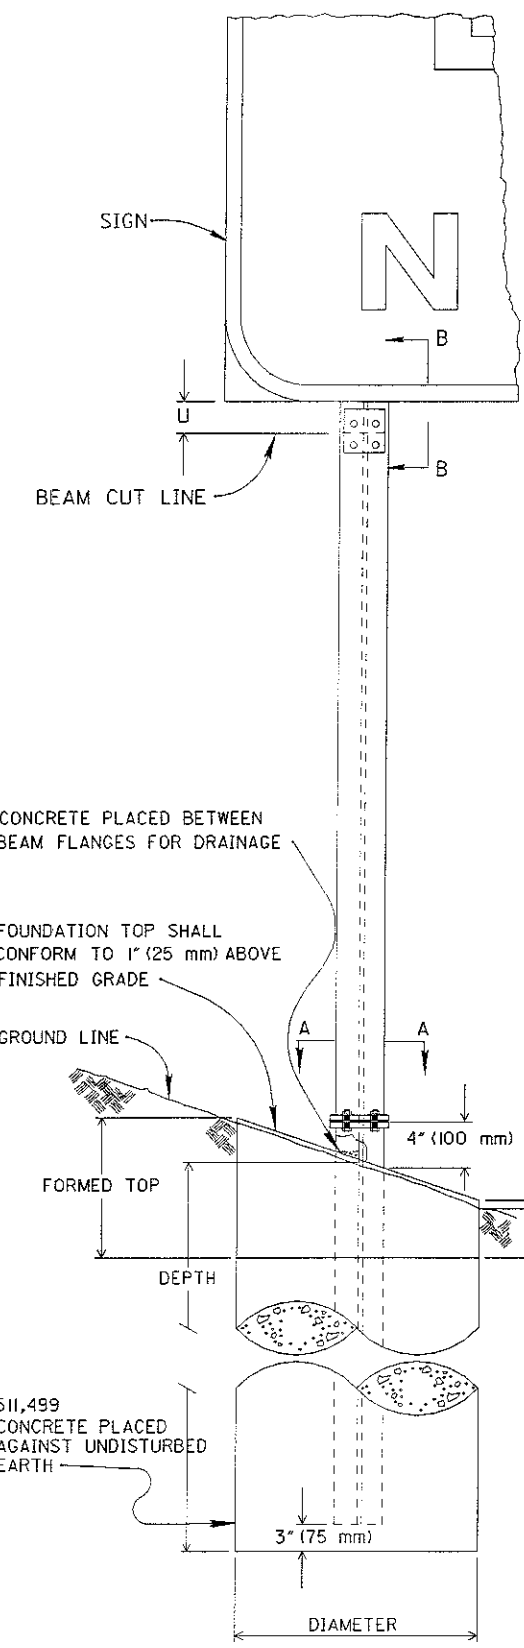 SIGN
N
B
U
B
BEAM CUT LINE
CONCRETE PLACED BETWEEN
BEAM FLANGES FOR DRAINAGE
FOUNDATION TOP SHALL
CONFORM TO 1" (25 mm) ABOVE
FINISHED GRADE
A
A
GROUND LINE
4" (100 mm)
FORMED TOP
DEPTH
511,499
CONCRETE PLACED
AGAINST UNDISTURBED
EARTH
3" (75 mm)
DIAMETER